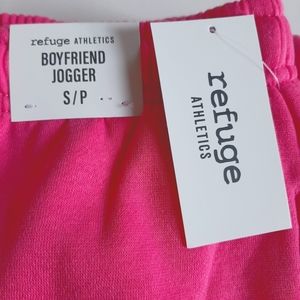 refuge ATHLETICS
BOYFRIEND
JOGGER
S/P
refuge
ATHLETICS